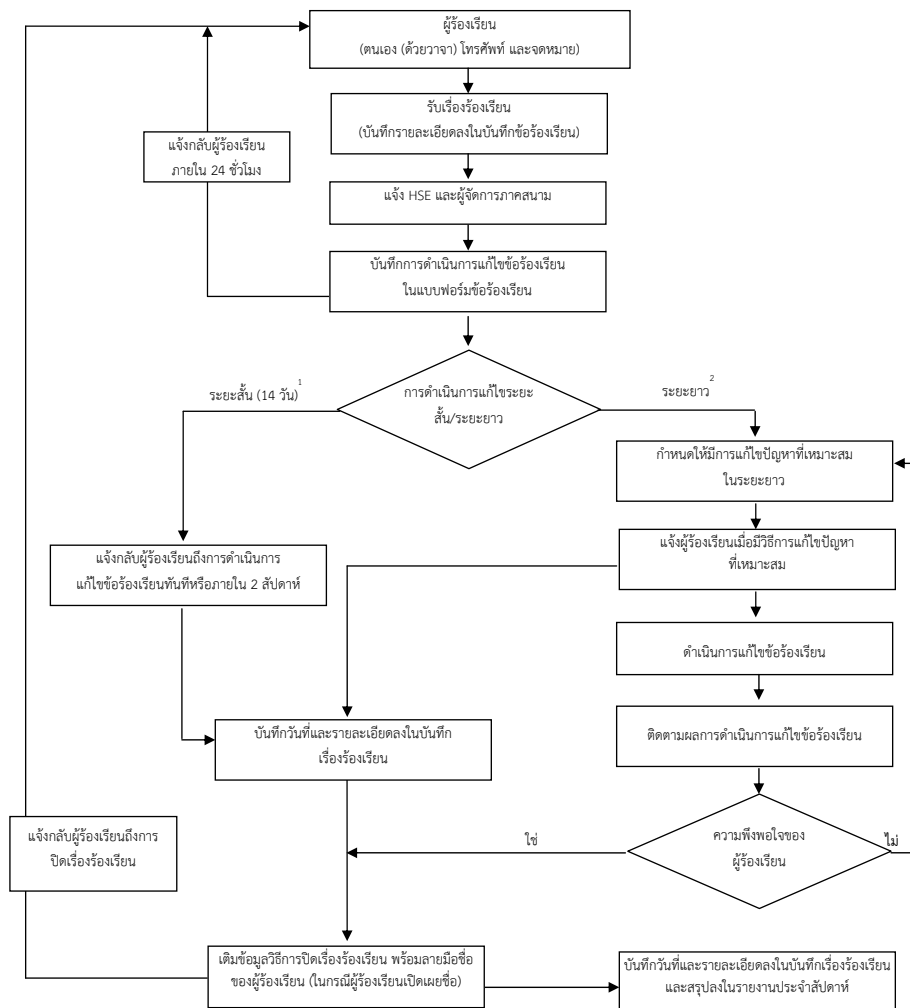 ผู้ร้องเรียน
(ตนเอง (ด้วยวาจา) โทรศัพท์ และจดหมาย)
รับเรื่องร้องเรียน
(บันทึกรายละเอียดลงในบันทึกข้อร้องเรียน)
แจ้งกลับผู้ร้องเรียน
ภายใน 24 ชั่วโมง
แจ้ง HSE และผู้จัดการภาคสนาม
บันทึกการดำเนินการแก้ไขข้อร้องเรียน
ในแบบฟอร์มข้อร้องเรียน
ระยะสั้น (14 วัน)1
การดำเนินการแก้ไขระยะ
สั้น/ระยะยาว
ระยะยาว2
กำหนดให้มีการแก้ไขปัญหาที่เหมาะสม
ในระยะยาว
แจ้งกลับผู้ร้องเรียนถึงการดำเนินการ
แก้ไขข้อร้องเรียนทันทีหรือภายใน 2 สัปดาห์
แจ้งผู้ร้องเรียนเมื่อมีวิธีการแก้ไขปัญหา
ที่เหมาะสม
ดำเนินการแก้ไขข้อร้องเรียน
บันทึกวันที่และรายละเอียดลงในบันทึก
เรื่องร้องเรียน
ติดตามผลการดำเนินการแก้ไขข้อร้องเรียน
แจ้งกลับผู้ร้องเรียนถึงการ
ปิดเรื่องร้องเรียน
ใช่
ความพึงพอใจของ
ผู้ร้องเรียน
ไม่
เติมข้อมูลวิธีการปิดเรื่องร้องเรียน พร้อมลายมือชื่อ
ของผู้ร้องเรียน (ในกรณีผู้ร้องเรียนเปิดเผยชื่อ)
บันทึกวันที่และรายละเอียดลงในบันทึกเรื่องร้องเรียน
และสรุปลงในรายงานประจำสัปดาห์